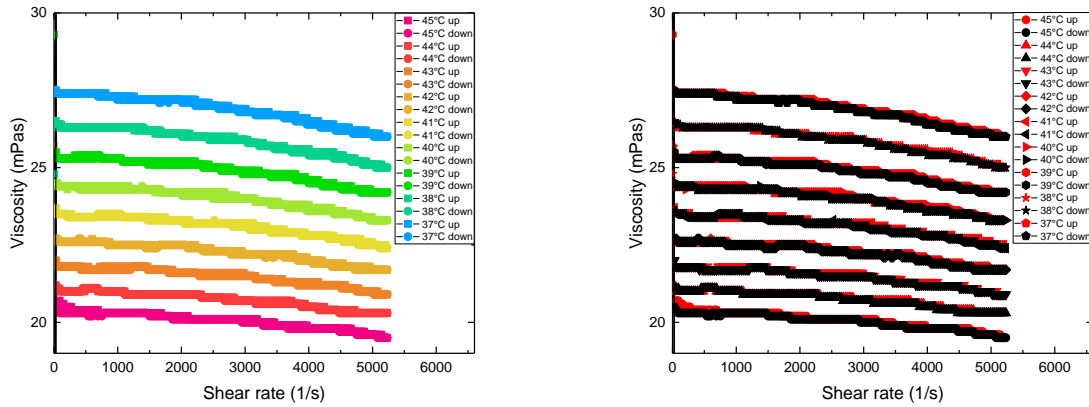 30
25
20
Viscosity (mPas)
0 1000 2000 3000 4000 5000 6000
Shear rate (1/s)
45°C up
45°C down
44°C up
44°C down
43°C up
43°C down
42°C up
42°C down
41°C up
41°C down
40°C up
40°C down
39°C up
39°C down
38°C up
38°C down
37°C up
37°C down
30
25
20
Viscosity (mPas)
0 1000 2000 3000 4000 5000 6000
Shear rate (1/s)
45°C up
45°C down
44°C up
44°C down
43°C up
43°C down
42°C up
42°C down
41°C up
41°C down
40°C up
40°C down
39°C up
39°C down
38°C up
38°C down
37°C up
37°C down